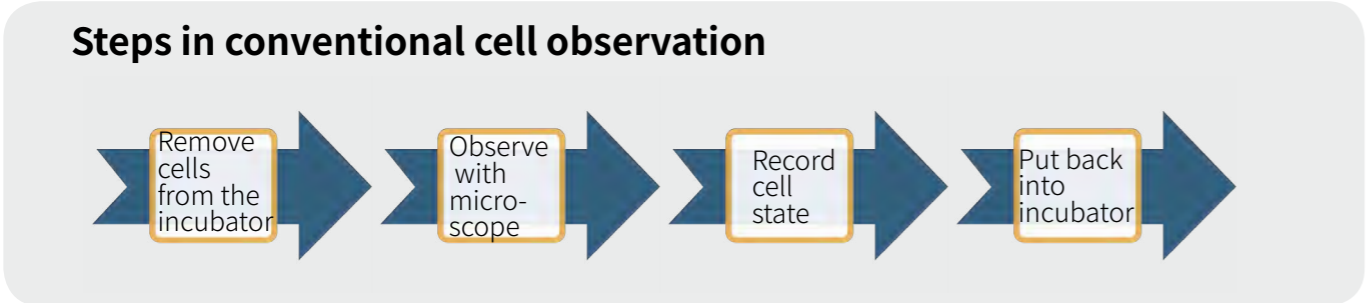 Steps in conventional cell observation
Remove
cells
from the
incubator
Observe
with
micro-
scope
Record
cell
state
Put back
into
incubator